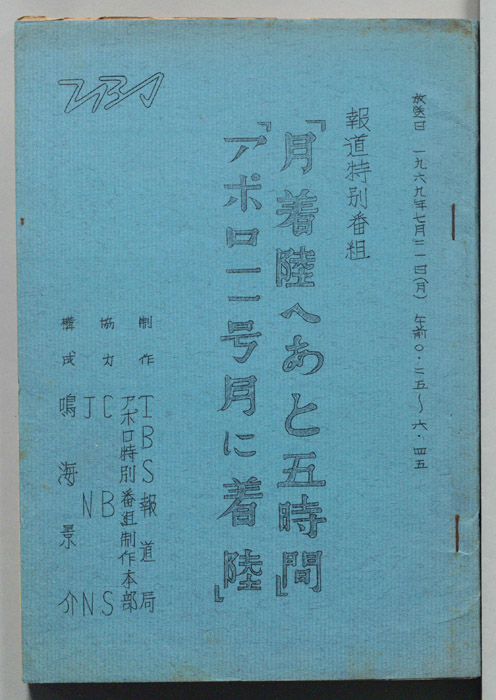 放送日 一九六九年七月二一日(月) 午前〇・二五〜六・四五
報道特別番組
「月着陸へあと五時間」
「アポロ一一号月に着陸」
制作 TBS報道局
アポロ特別番組制作本部
協力 CBS
JNN
構成 鳴海景介
TBS